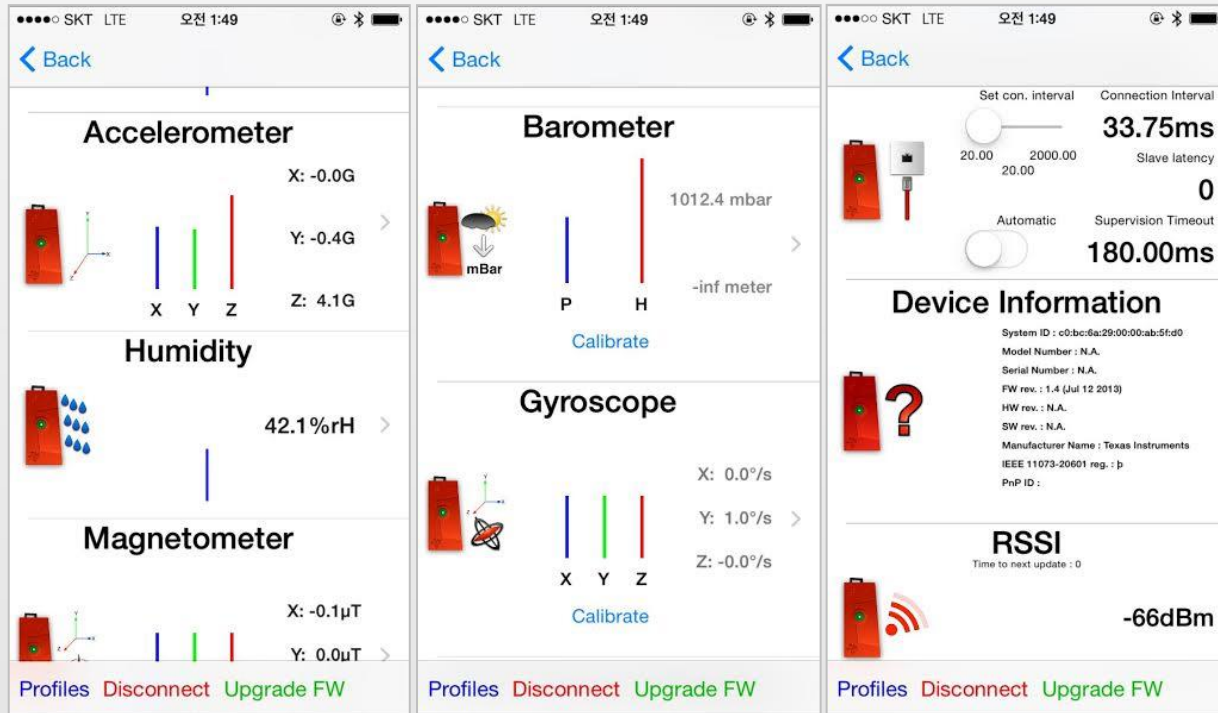 SKT LTE 오전 1:49
Back
Accelerometer
X: -0.0G
Y: -0.4G
Z: 4.1G
X Y Z
Humidity
42.1%rH
Magnetometer
X: -0.1µT
Y: 0.0µT
Profiles Disconnect Upgrade FW
SKT LTE 오전 1:49
Back
Barometer
1012.4 mbar
mBar
-inf meter
P H
Calibrate
Gyroscope
X: 0.0°/s
Y: 1.0°/s
Z: -0.0°/s
X Y Z
Calibrate
Profiles Disconnect Upgrade FW
SKT LTE 오전 1:49
Back
Set con. interval Connection Interval
33.75ms
20.00 2000.00 Slave latency
20.00
0
Automatic Supervision Timeout
180.00ms
Device Information
System ID : c0:bc:6a:29:00:00:ab:5f:d0
Model Number : N.A.
Serial Number : N.A.
FW rev. : 1.4 (Jul 12 2013)
HW rev. : N.A.
SW rev. : N.A.
Manufacturer Name : Texas Instruments
IEEE 11073-20601 reg. : þ
PnP ID :
RSSI
Time to next update : 0
-66dBm
Profiles Disconnect Upgrade FW